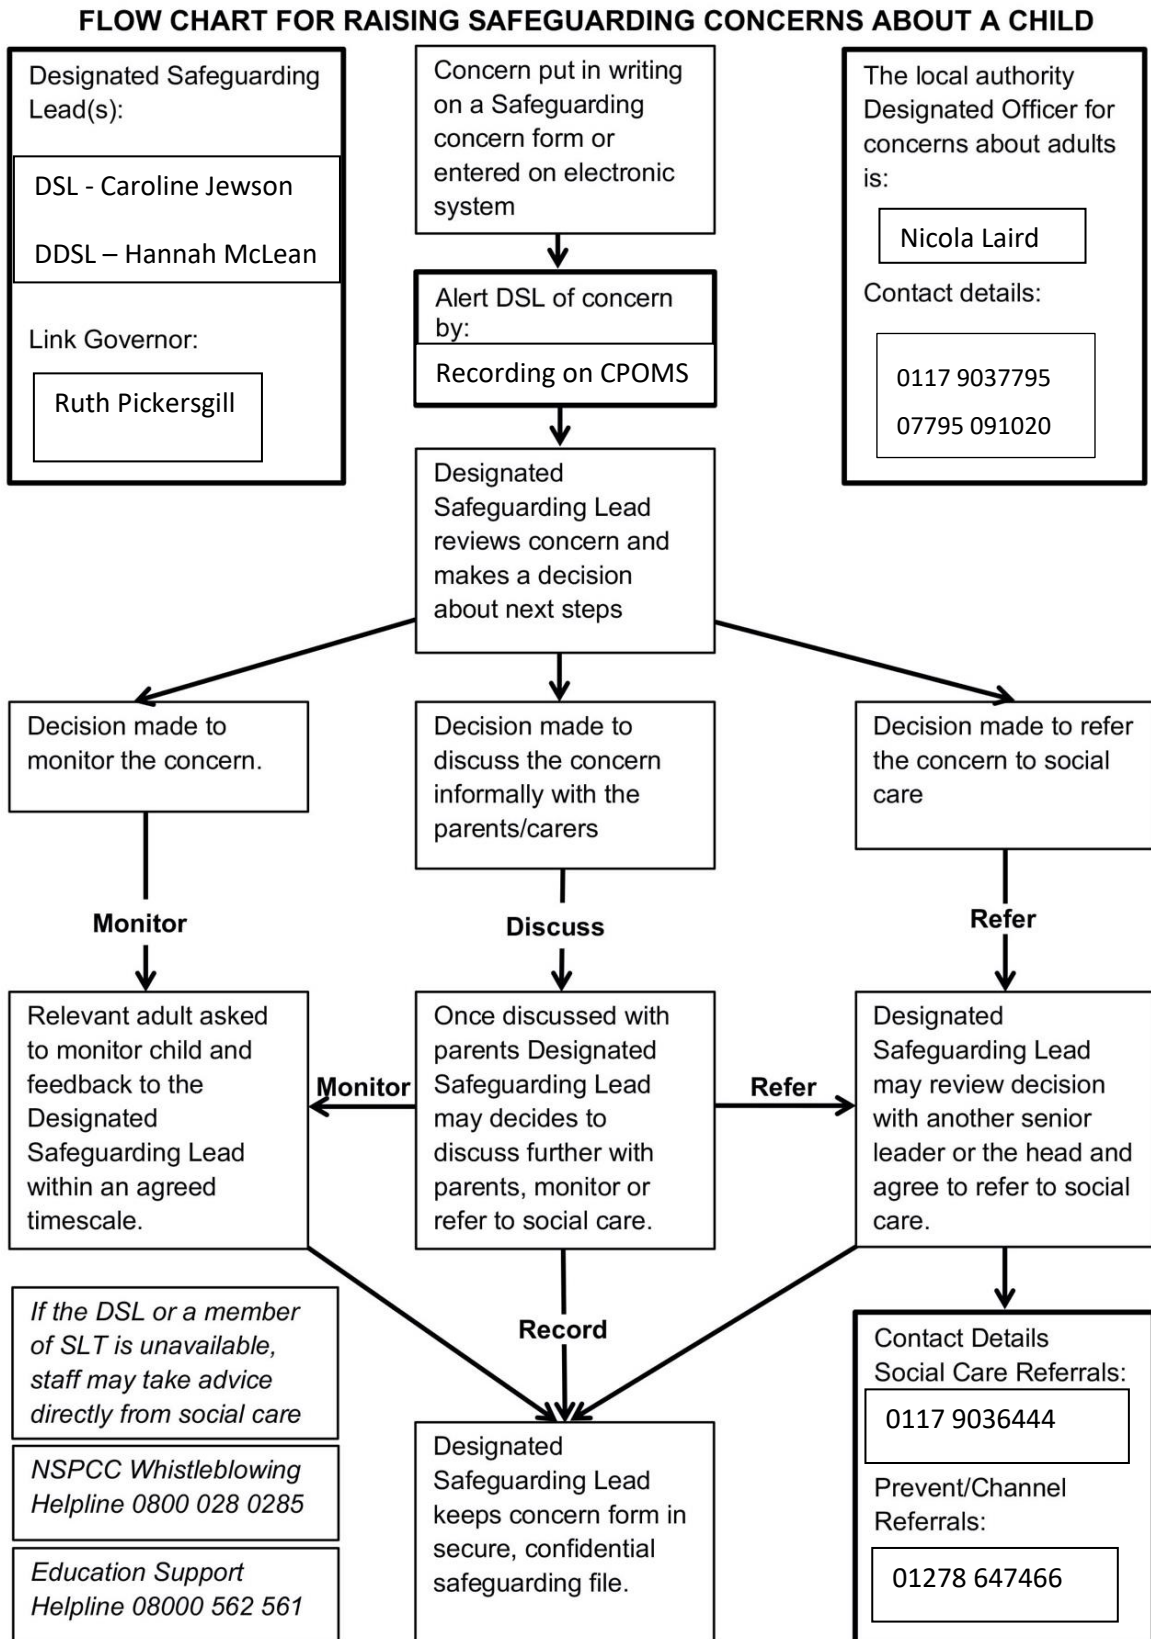 FLOW CHART FOR RAISING SAFEGUARDING CONCERNS ABOUT A CHILD
Designated Safeguarding
Lead(s):
DSL - Caroline Jewson
DDSL – Hannah McLean
Link Governor:
Ruth Pickersgill
Concern put in writing
on a Safeguarding
concern form or
entered on electronic
system
The local authority
Designated Officer for
concerns about adults
is:
Nicola Laird
Contact details:
0117 9037795
07795 091020
Alert DSL of concern
by:
Recording on CPOMS
Designated
Safeguarding Lead
reviews concern and
makes a decision
about next steps
Decision made to
monitor the concern.
Decision made to
discuss the concern
informally with the
parents/carers
Decision made to refer
the concern to social
care
Monitor
Discuss
Refer
Relevant adult asked
to monitor child and
feedback to the
Designated
Safeguarding Lead
within an agreed
timescale.
Monitor
Once discussed with
parents Designated
Safeguarding Lead
may decides to
discuss further with
parents, monitor or
refer to social care.
Refer
Designated
Safeguarding Lead
may review decision
with another senior
leader or the head and
agree to refer to social
care.
If the DSL or a member
of SLT is unavailable,
staff may take advice
directly from social care
NSPCC Whistleblowing
Helpline 0800 028 0285
Education Support
Helpline 08000 562 561
Record
Designated
Safeguarding Lead
keeps concern form in
secure, confidential
safeguarding file.
Contact Details
Social Care Referrals:
0117 9036444
Prevent/Channel
Referrals:
01278 647466